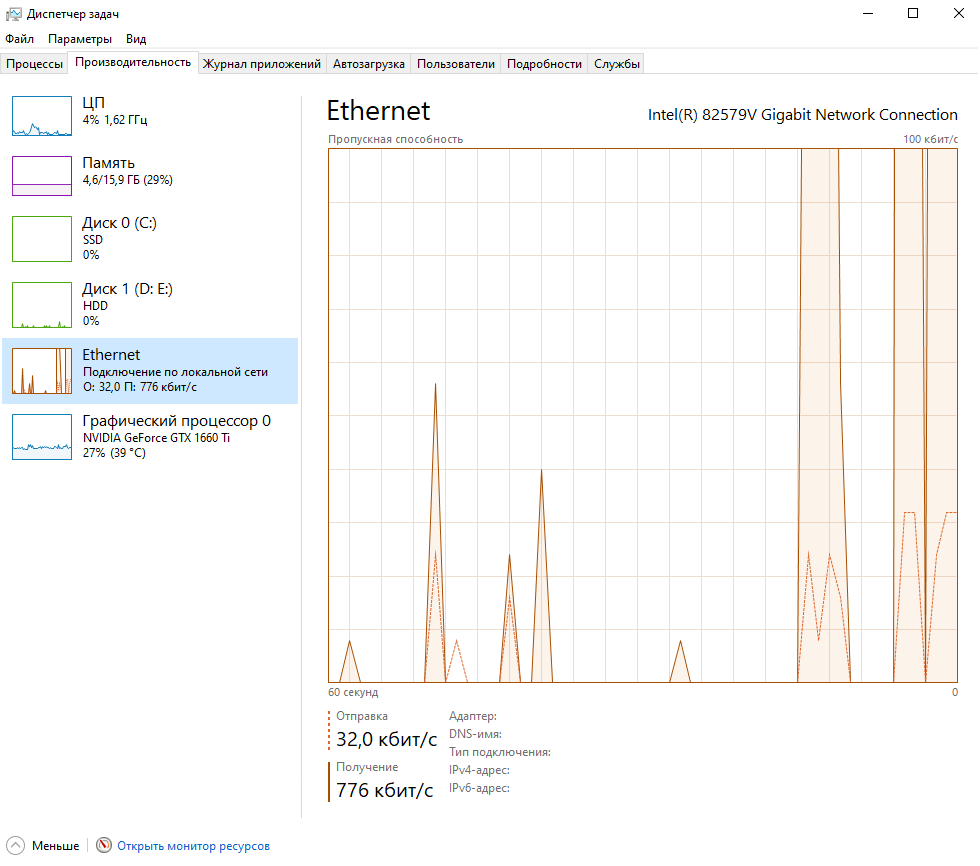 Диспетчер задач
Файл Параметры Вид
Процессы Производительность Журнал приложений Автозагрузка Пользователи Подробности Службы
ЦП
4% 1,62 ГГц
Память
4,6/15,9 ГБ (29%)
Диск 0 (C:)
SSD
0%
Диск 1 (D: E:)
HDD
0%
Ethernet
Подключение по локальной сети
О: 32,0 П: 776 кбит/с
Графический процессор 0
NVIDIA GeForce GTX 1660 Ti
27% (39 °C)
Ethernet Intel(R) 82579V Gigabit Network Connection
Пропускная способность 100 кбит/с
60 секунд 0
Отправка
32,0 кбит/с
Получение
776 кбит/с
Адаптер:
DNS-имя:
Тип подключения:
IPv4-адрес:
IPv6-адрес:
Меньше Открыть монитор ресурсов